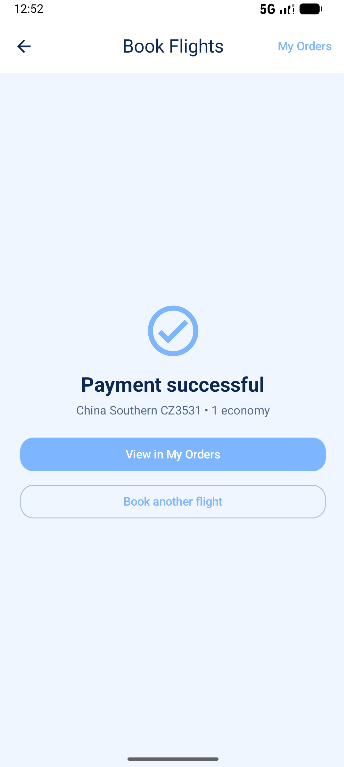 12:52
5G
Book Flights
My Orders
Payment successful
China Southern CZ3531 • 1 economy
View in My Orders
Book another flight